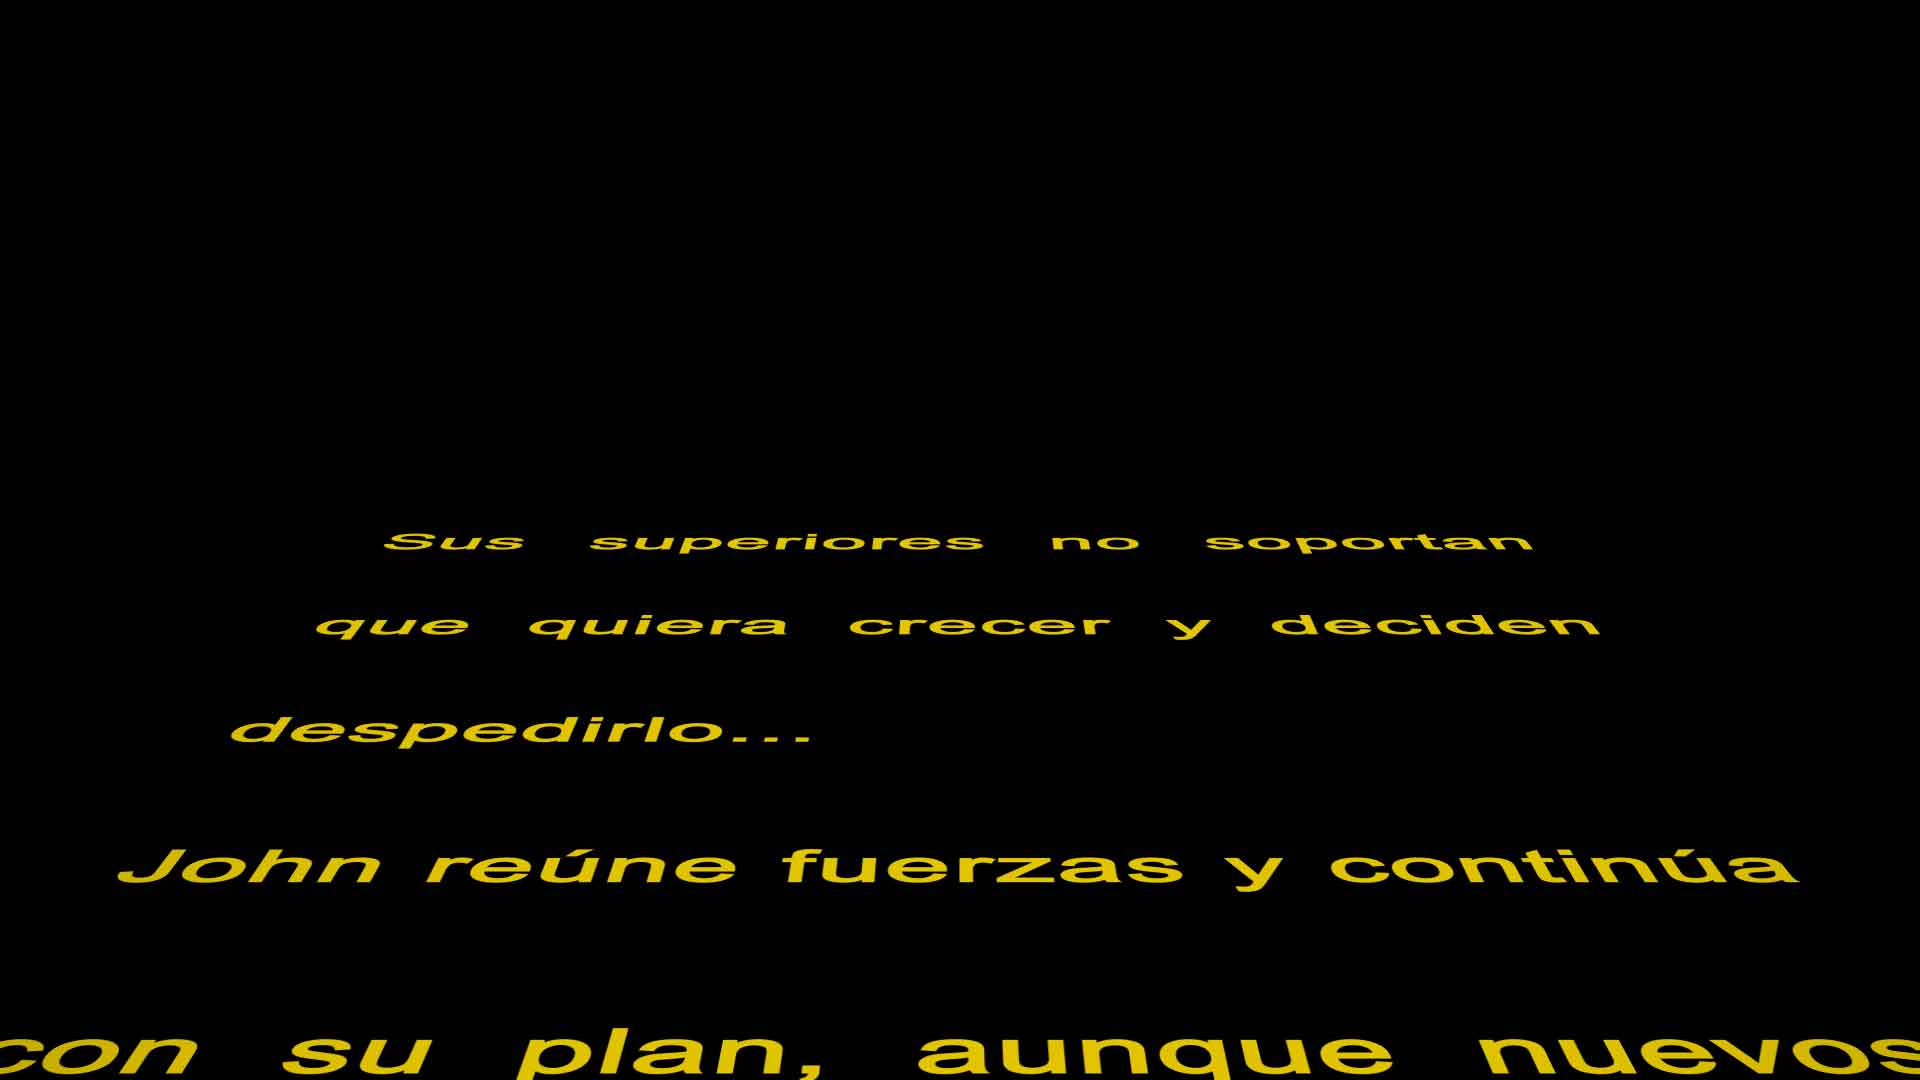 Sus superiores no soportan
que quiera crecer y deciden
despedirlo...
John reúne fuerzas y continúa
con su plan, aunque nuevos